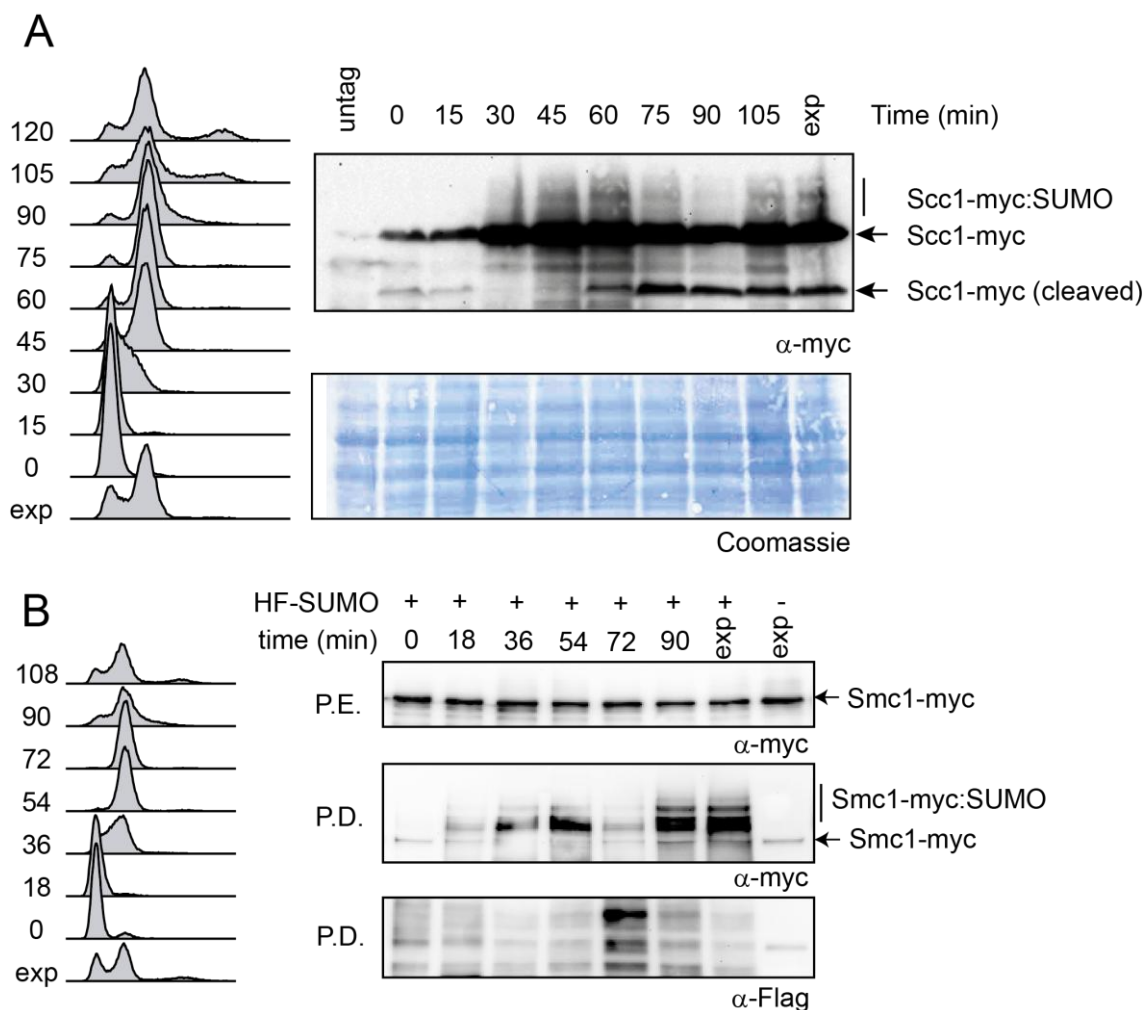 A
120
105
90
75
60
45
30
15
0
exp
untag 0 15 30 45 60 75 90 105 exp Time (min)
Scc1-myc:SUMO
Scc1-myc
Scc1-myc (cleaved)
α-myc
Coomassie
B
108
90
72
54
36
18
0
exp
HF-SUMO + + + + + + + -
time (min) 0 18 36 54 72 90 exp exp
P.E.
Smc1-myc
α-myc
P.D.
Smc1-myc:SUMO
Smc1-myc
α-myc
P.D.
α-Flag